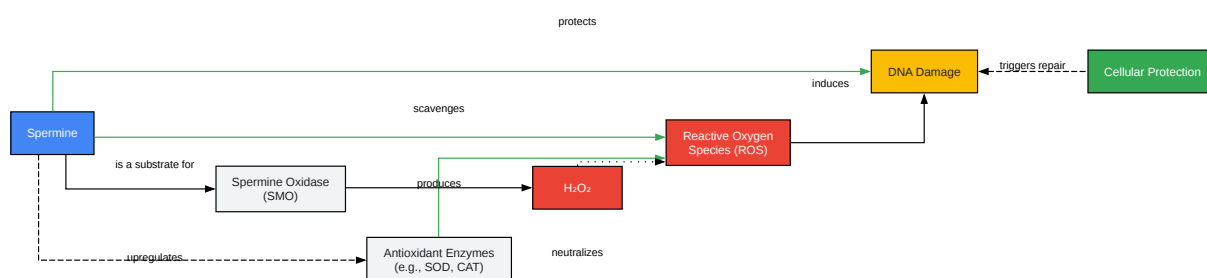 protects
DNA Damage
triggers repair
Cellular Protection
induces
scavenges
Spermine
Reactive Oxygen
Species (ROS)
is a substrate for
Spermine Oxidase
(SMO)
produces
H₂O₂
upregulates
Antioxidant Enzymes
(e.g., SOD, CAT)
neutralizes